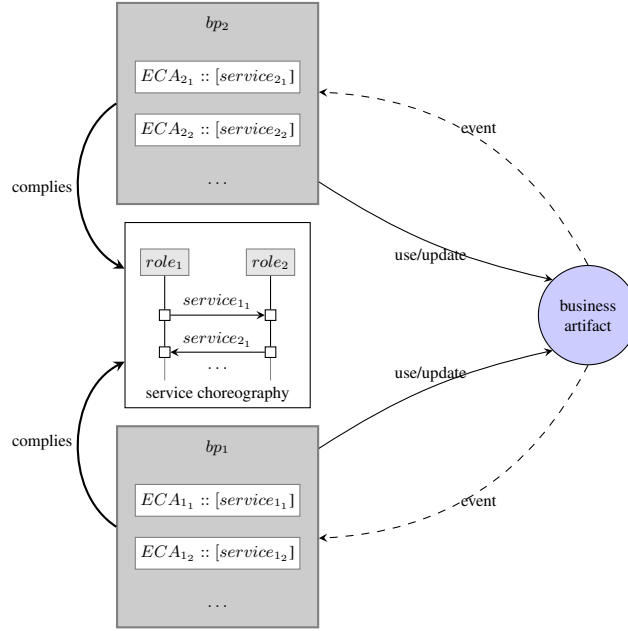 bp₂
ECA₂₁ :: [service₂₁]
event
ECA₂₂ :: [service₂₂]
complies
...
use/update
role₁ role₂
service₁₁
business
artifact
service₂₁
...
use/update
service choreography
complies
bp₁
ECA₁₁ :: [service₁₁]
event
ECA₁₂ :: [service₁₂]
...